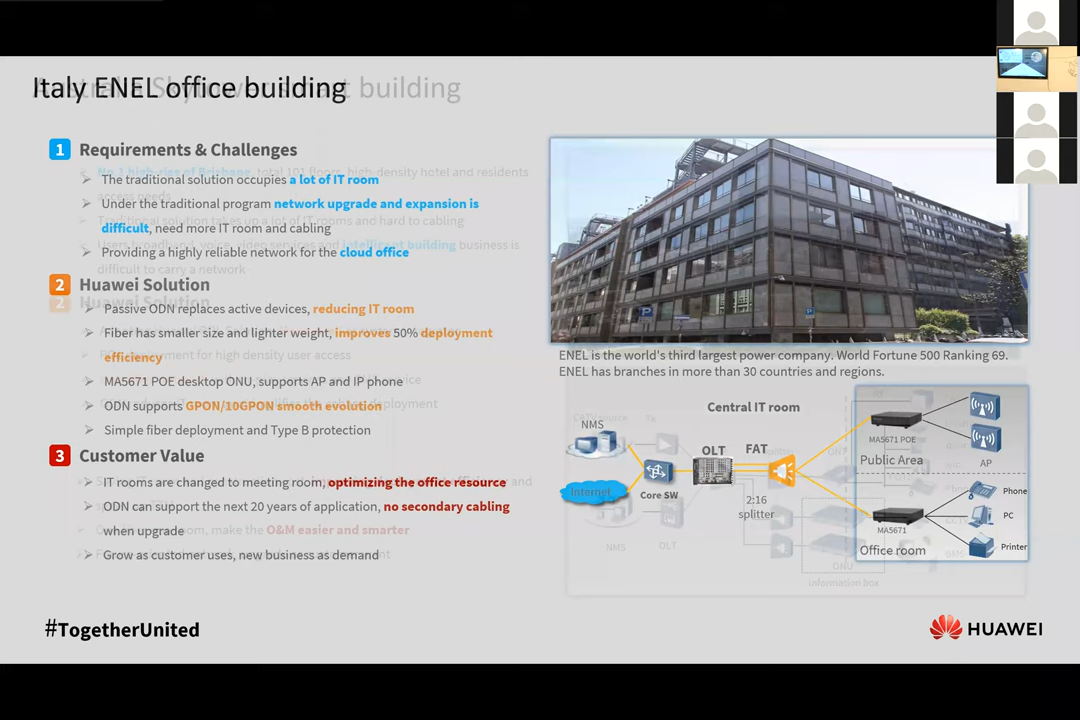 Italy ENEL office building
building
1 Requirements & Challenges
The traditional solution occupies a lot of IT room
Under the traditional program network upgrade and expansion is
difficult, need more IT room and cabling
Providing a highly reliable network for the cloud office
2 Huawei Solution
Passive ODN replaces active devices, reducing IT room
Fiber has smaller size and lighter weight, improves 50% deployment
efficiency
MA5671 POE desktop ONU, supports AP and IP phone
ODN supports GPON/10GPON smooth evolution
Simple fiber deployment and Type B protection
3 Customer Value
IT rooms are changed to meeting room, optimizing the office resource
ODN can support the next 20 years of application, no secondary cabling
when upgrade
Grow as customer uses, new business as demand
ENEL is the world's third largest power company. World Fortune 500 Ranking 69.
ENEL has branches in more than 30 countries and regions.
Central IT room
NMS
Internet
Core SW
OLT
FAT
2:16
splitter
MA5671 POE
Public Area
AP
MA5671
Office room
Phone
PC
Printer
NMS
OLT
ONU
Information box
#TogetherUnited
HUAWEI